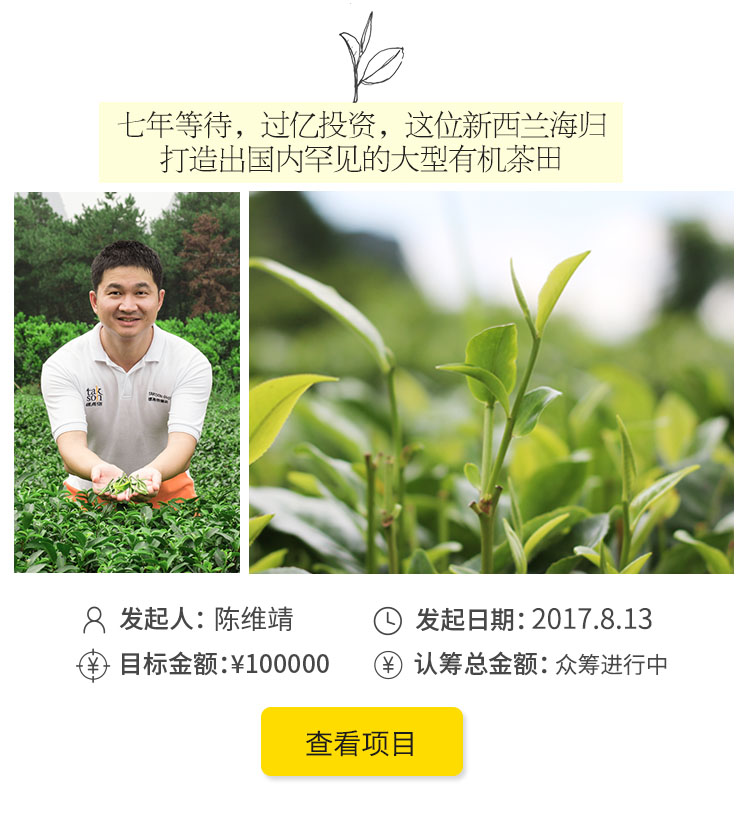 七年等待，过亿投资，这位新西兰海归
打造出国内罕见的大型有机茶田
tak
son
发起人：陈维靖
发起日期：2017.8.13
目标金额：¥100000
认筹总金额：众筹进行中
查看项目